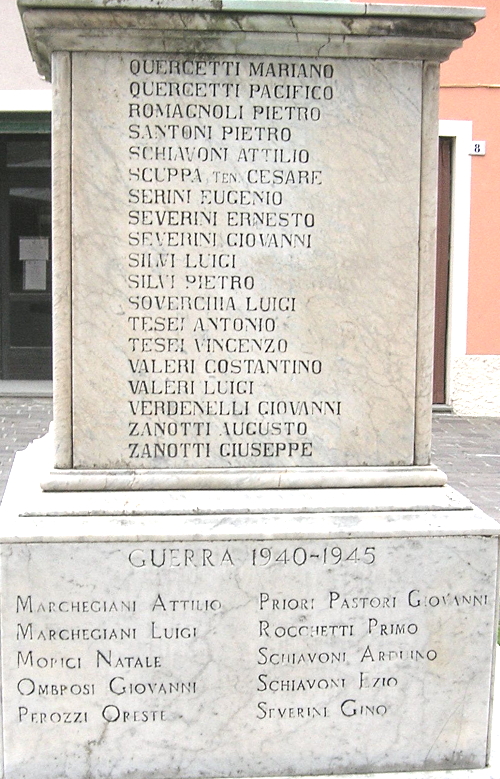 QUERCETTI MARIANO
QUERCETTI PACIFICO
ROMAGNOLI PIETRO
SANTONI PIETRO
SCHIAVONI ATTILIO
SCUPPA TEN. CESARE
SERINI EUGENIO
SEVERINI ERNESTO
SEVERINI GIOVANNI
SILVI LUIGI
SILVI PIETRO
SOVERCHIA LUIGI
TESEI ANTONIO
TESEI VINCENZO
VALERI COSTANTINO
VALERI LUIGI
VERDENELLI GIOVANNI
ZANOTTI AUGUSTO
ZANOTTI GIUSEPPE
GUERRA 1940-1945
MARCHEGIANI ATTILIO
MARCHEGIANI LUIGI
MORICI NATALE
OMBROSI GIOVANNI
PEROZZI ORESTE
PRIORI PASTORI GIOVANNI
ROCCHETTI PRIMO
SCHIAVONI ARDUINO
SCHIAVONI EZIO
SEVERINI GINO
8